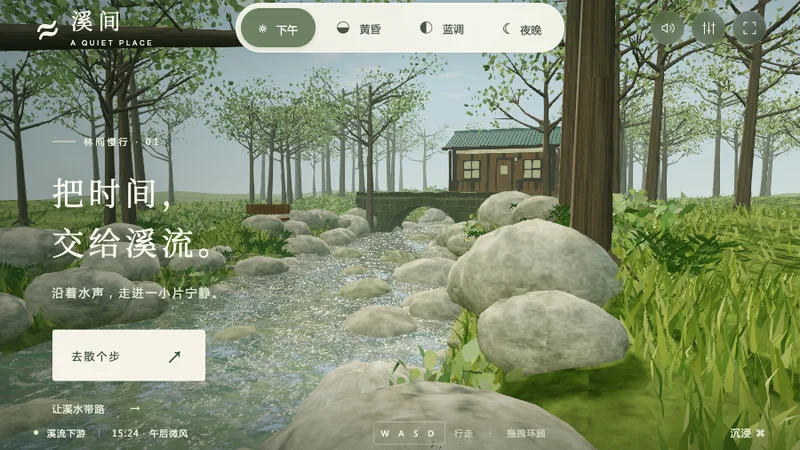 溪间
A QUIET PLACE
下午
黄昏
蓝调
夜晚
林间慢行 · 01
把时间，
交给溪流。
沿着水声，走进一小片宁静。
去散个步 ↗
让溪水带路 →
溪流下游 | 15:24 · 午后微风
W A S D 行走 · 拖拽环顾
沉浸 ⌘